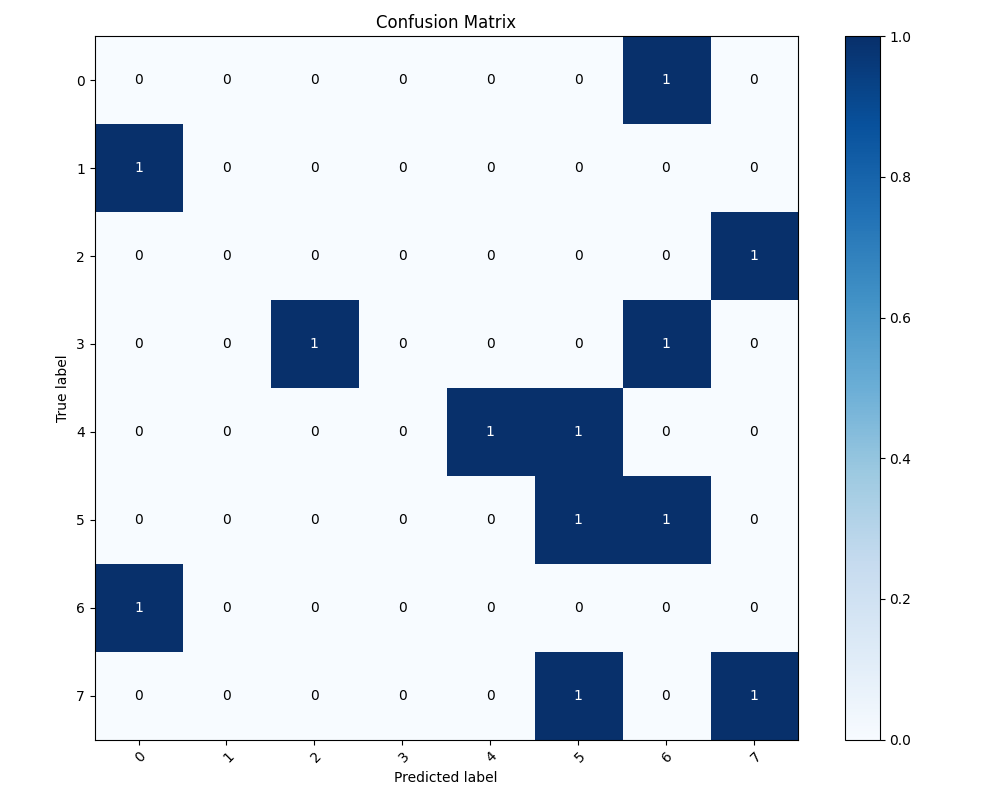 Confusion Matrix
0 0 0 0 0 0 0 1 0
1 1 0 0 0 0 0 0 0
2 0 0 0 0 0 0 0 1
3 0 0 1 0 0 0 1 0
4 0 0 0 0 1 1 0 0
5 0 0 0 0 0 1 1 0
6 1 0 0 0 0 0 0 0
7 0 0 0 0 0 1 0 1
0 1 2 3 4 5 6 7
True label
Predicted label
1.0
0.8
0.6
0.4
0.2
0.0